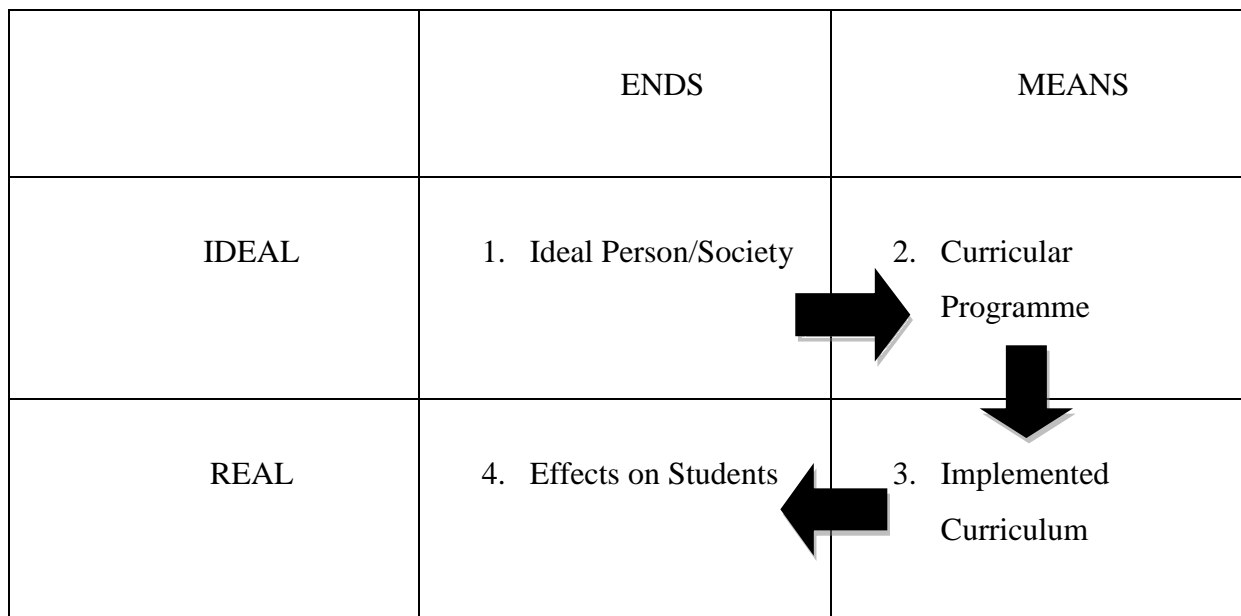 ENDS
MEANS
IDEAL
1. Ideal Person/Society
2. Curricular
Programme
REAL
4. Effects on Students
3. Implemented
Curriculum